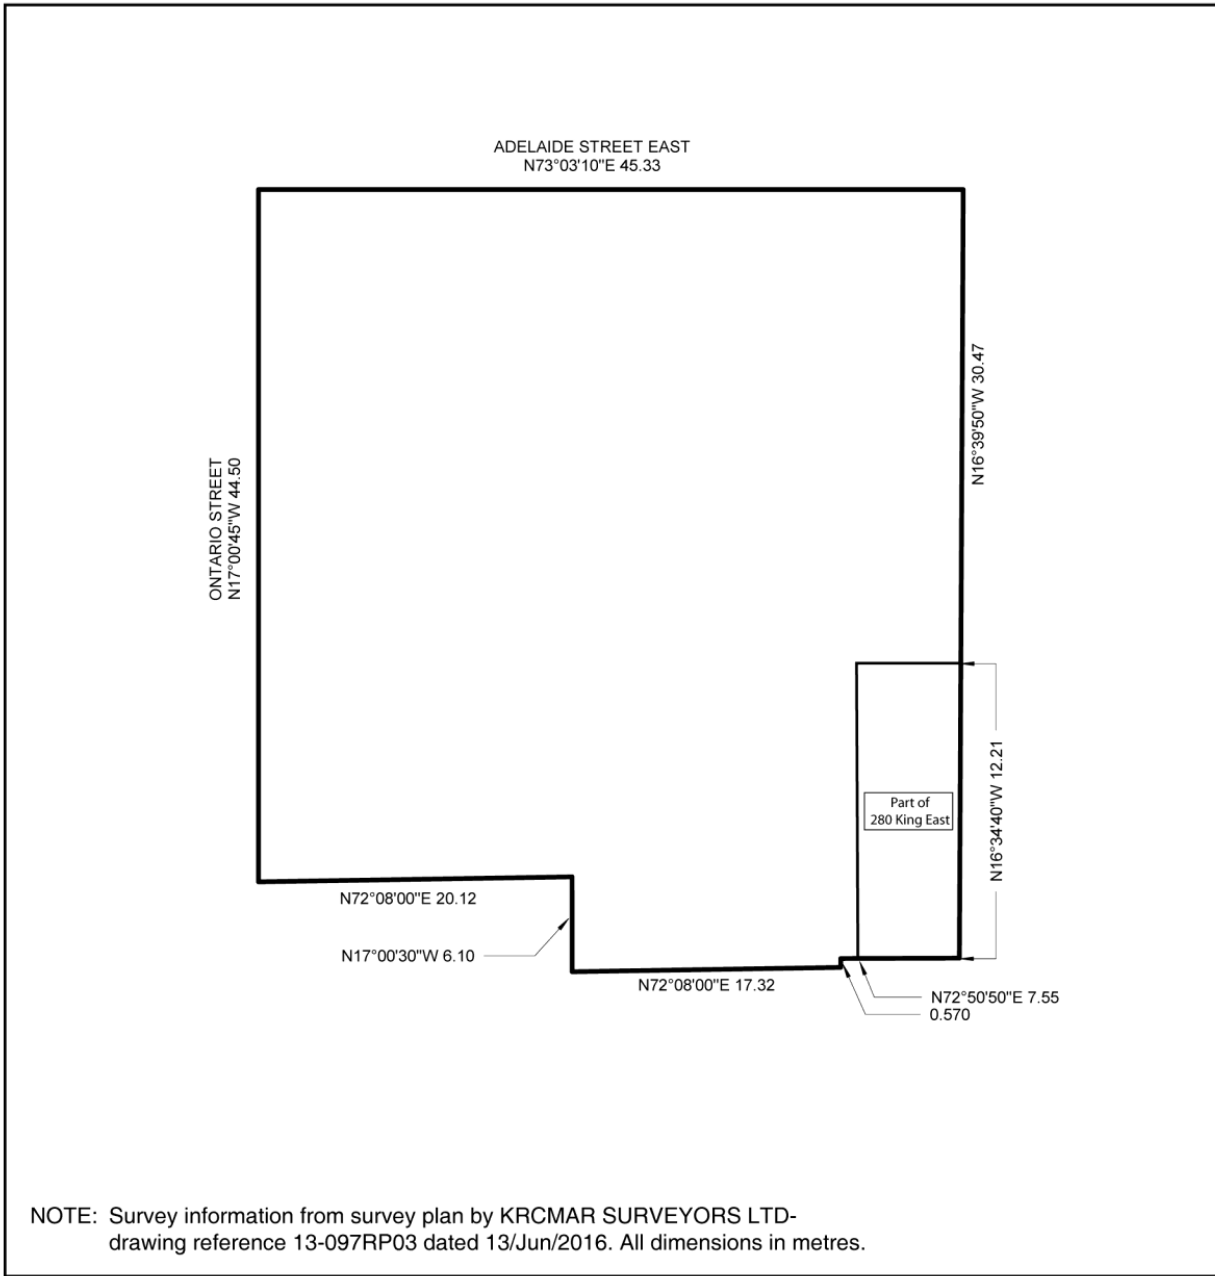 ADELAIDE STREET EAST
N73°03'10"E 45.33
N16°39'50"W 30.47
ONTARIO STREET
N17°00'45"W 44.50
N16°34'40"W 12.21
Part of
280 King East
N72°08'00"E 20.12
N17°00'30"W 6.10
N72°08'00"E 17.32
N72°50'50"E 7.55
0.570
NOTE: Survey information from survey plan by KRCMAR SURVEYORS LTD-
drawing reference 13-097RP03 dated 13/Jun/2016. All dimensions in metres.